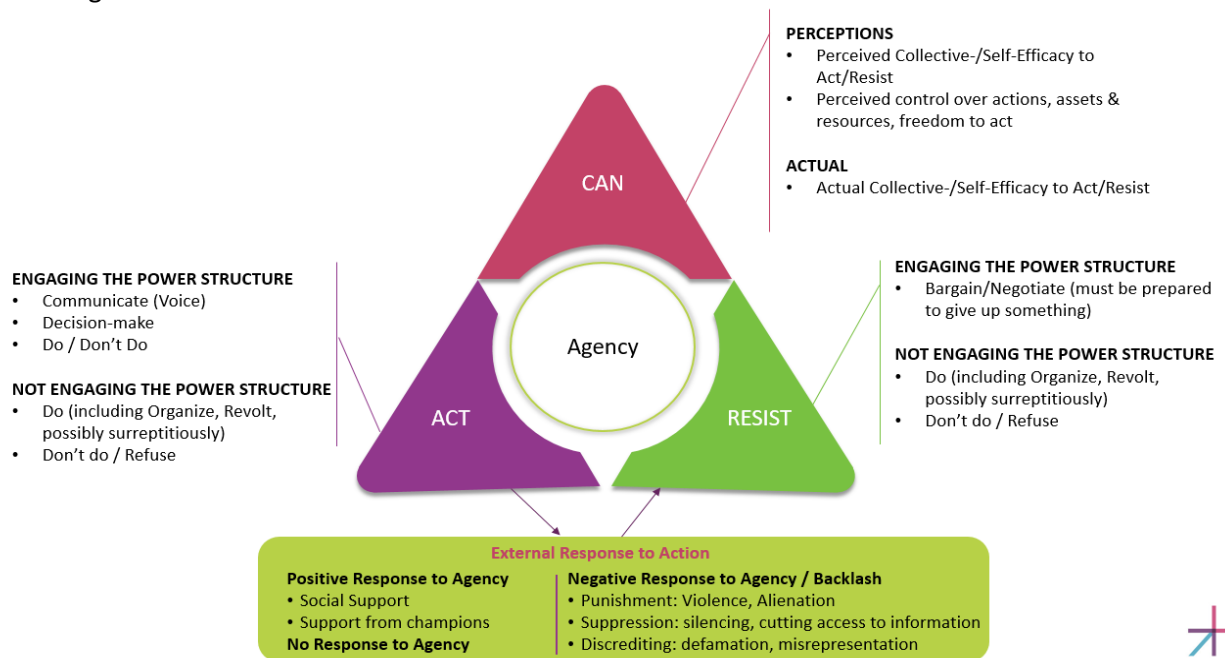 PERCEPTIONS
• Perceived Collective-/Self-Efficacy to
Act/Resist
• Perceived control over actions, assets &
resources, freedom to act
ACTUAL
• Actual Collective-/Self-Efficacy to Act/Resist
CAN
ENGAGING THE POWER STRUCTURE
• Communicate (Voice)
• Decision-make
• Do / Don't Do
NOT ENGAGING THE POWER STRUCTURE
• Do (including Organize, Revolt,
possibly surreptitiously)
• Don't do / Refuse
Agency
ACT
RESIST
ENGAGING THE POWER STRUCTURE
• Bargain/Negotiate (must be prepared
to give up something)
NOT ENGAGING THE POWER STRUCTURE
• Do (including Organize, Revolt,
possibly surreptitiously)
• Don't do / Refuse
External Response to Action
Positive Response to Agency
• Social Support
• Support from champions
No Response to Agency
Negative Response to Agency / Backlash
• Punishment: Violence, Alienation
• Suppression: silencing, cutting access to information
• Discrediting: defamation, misrepresentation